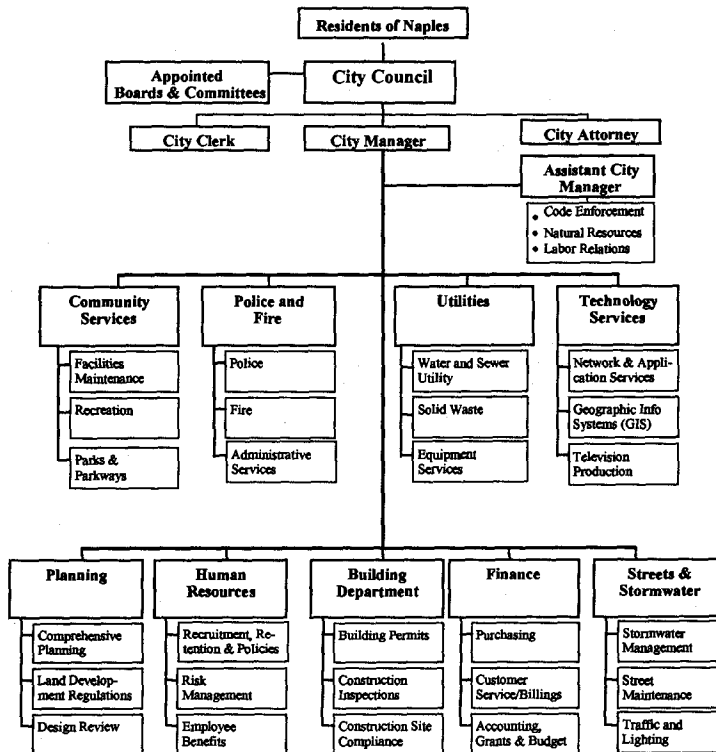 Residents of Naples
Appointed
Boards & Committees
City Council
City Clerk
City Manager
City Attorney
Assistant City
Manager
• Code Enforcement
• Natural Resources
• Labor Relations
Community
Services
Facilities
Maintenance
Recreation
Parks &
Parkways
Police and
Fire
Police
Fire
Administrative
Services
Utilities
Water and Sewer
Utility
Solid Waste
Equipment
Services
Technology
Services
Network & Appli-
cation Services
Geographic Info
Systems (GIS)
Television
Production
Planning
Comprehensive
Planning
Land Develop-
ment Regulations
Design Review
Human
Resources
Recruitment, Re-
tention & Policies
Risk
Management
Employee
Benefits
Building
Department
Building Permits
Construction
Inspections
Construction Site
Compliance
Finance
Purchasing
Customer
Service/Billings
Accounting,
Grants & Budget
Streets &
Stormwater
Stormwater
Management
Street
Maintenance
Traffic and
Lighting